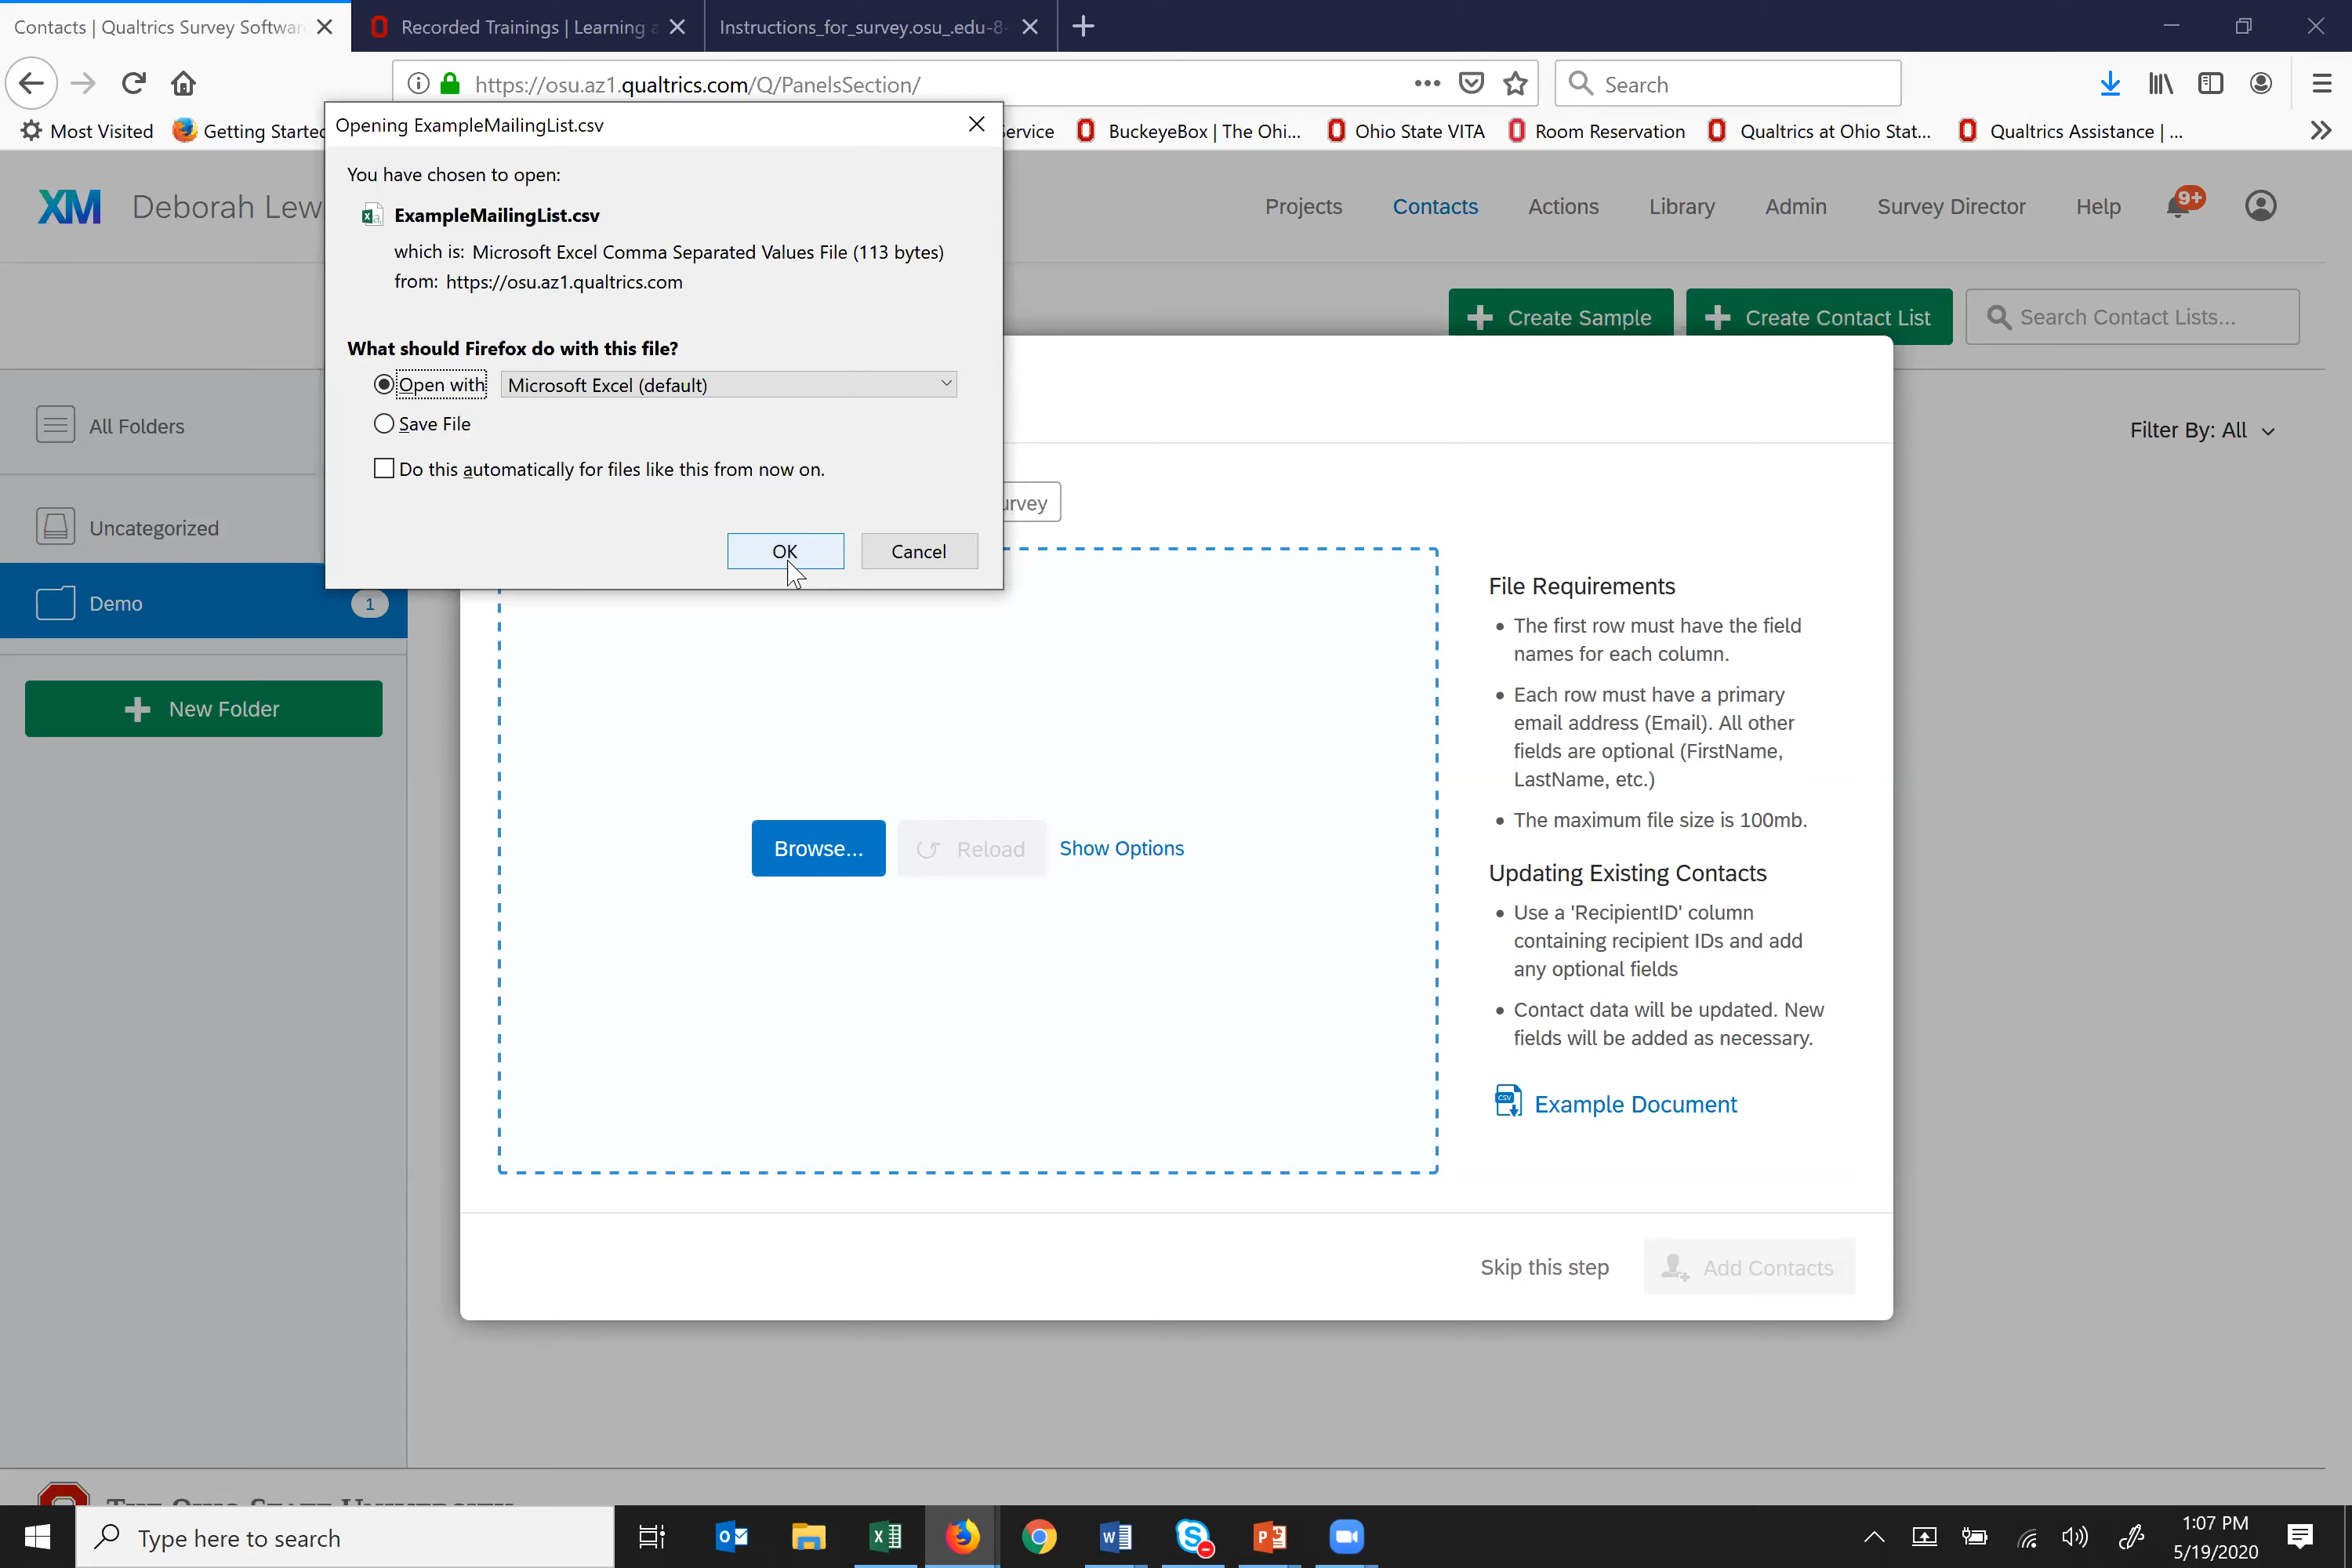 Contacts | Qualtrics Survey Softwar
Recorded Trainings | Learning a
Instructions_for_survey.osu_.edu-8-
https://osu.az1.qualtrics.com/Q/PanelsSection/
Search
Most Visited
Getting Started
Service
BuckeyeBox | The Ohi...
Ohio State VITA
Room Reservation
Qualtrics at Ohio Stat...
Qualtrics Assistance | ...
Opening ExampleMailingList.csv
You have chosen to open:
ExampleMailingList.csv
which is: Microsoft Excel Comma Separated Values File (113 bytes)
from: https://osu.az1.qualtrics.com
What should Firefox do with this file?
Open with
Microsoft Excel (default)
Save File
Do this automatically for files like this from now on.
OK
Cancel
XM
Deborah Lew
Projects
Contacts
Actions
Library
Admin
Survey Director
Help
9+
Create Sample
Create Contact List
Search Contact Lists...
All Folders
Filter By: All
Uncategorized
Demo
1
New Folder
urvey
Browse...
Reload
Show Options
File Requirements
• The first row must have the field
names for each column.
• Each row must have a primary
email address (Email). All other
fields are optional (FirstName,
LastName, etc.)
• The maximum file size is 100mb.
Updating Existing Contacts
• Use a 'RecipientID' column
containing recipient IDs and add
any optional fields
• Contact data will be updated. New
fields will be added as necessary.
CSV
Example Document
Skip this step
Add Contacts
THE OHIO STATE UNIVERSITY
Type here to search
1:07 PM
5/19/2020